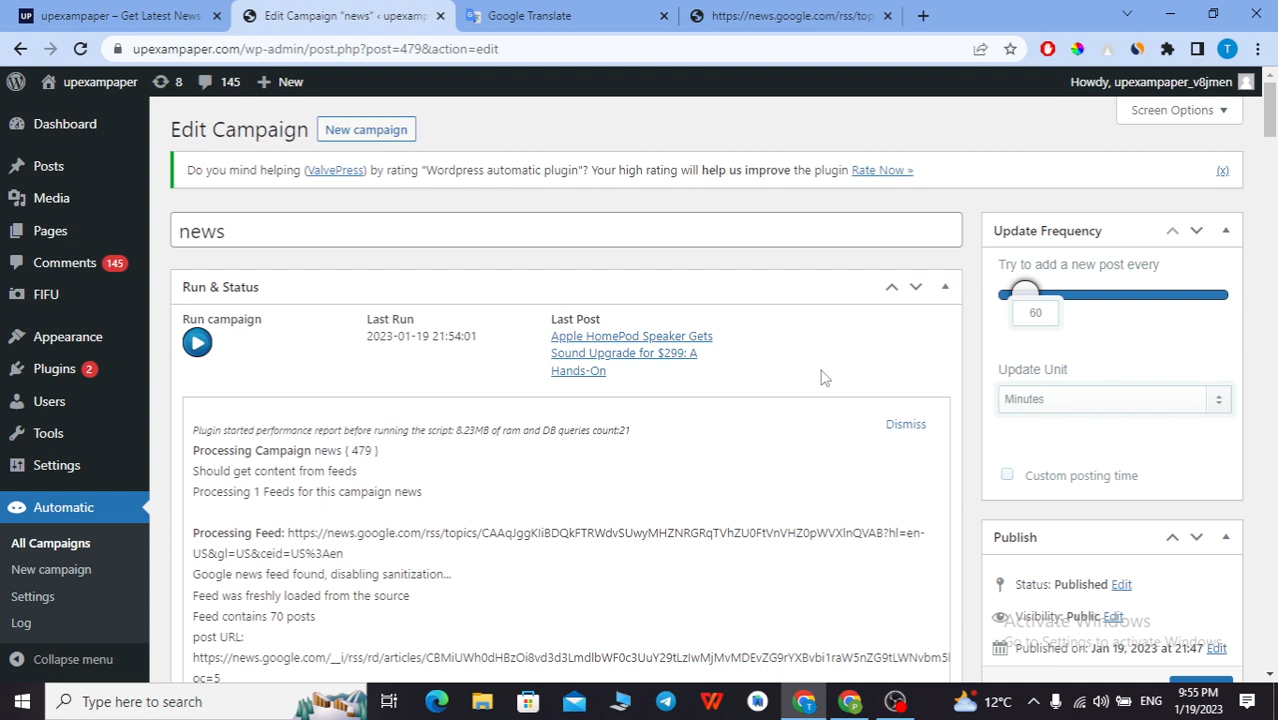 UP upexampaper – Get Latest News
Edit Campaign "news" ‹ upexamp
Google Translate
https://news.google.com/rss/top
upexampaper.com/wp-admin/post.php?post=479&action=edit
T
upexampaper
8
145
New
Howdy, upexampaper_v8jmen
Dashboard
Posts
Media
Pages
Comments 145
FIFU
Appearance
Plugins 2
Users
Tools
Settings
Automatic
All Campaigns
New campaign
Settings
Log
Collapse menu
Screen Options
Edit Campaign
New campaign
Do you mind helping (ValvePress) by rating "Wordpress automatic plugin"? Your high rating will help us improve the plugin Rate Now »
(x)
news
Run & Status
Run campaign
Last Run
2023-01-19 21:54:01
Last Post
Apple HomePod Speaker Gets
Sound Upgrade for $299: A
Hands-On
Dismiss
Plugin started performance report before running the script: 8.23MB of ram and DB queries count:21
Processing Campaign news { 479 }
Should get content from feeds
Processing 1 Feeds for this campaign news
Processing Feed: https://news.google.com/rss/topics/CAAqJggKIiBDQkFTRWdvSUwyMHZNRGRqTVhZU0FtVnVHZ0pWVXlnQVAB?hl=en-
US&gl=US&ceid=US%3Aen
Google news feed found, disabling sanitization...
Feed was freshly loaded from the source
Feed contains 70 posts
post URL:
oc=5
Update Frequency
Try to add a new post every
60
Update Unit
Minutes
Custom posting time
Publish
Status: Published Edit
Visibility: Public Edit
Published on: Jan 19, 2023 at 21:47 Edit
Activate Windows
Go to Settings to activate Windows.
Type here to search
12°C
ENG
9:55 PM
1/19/2023